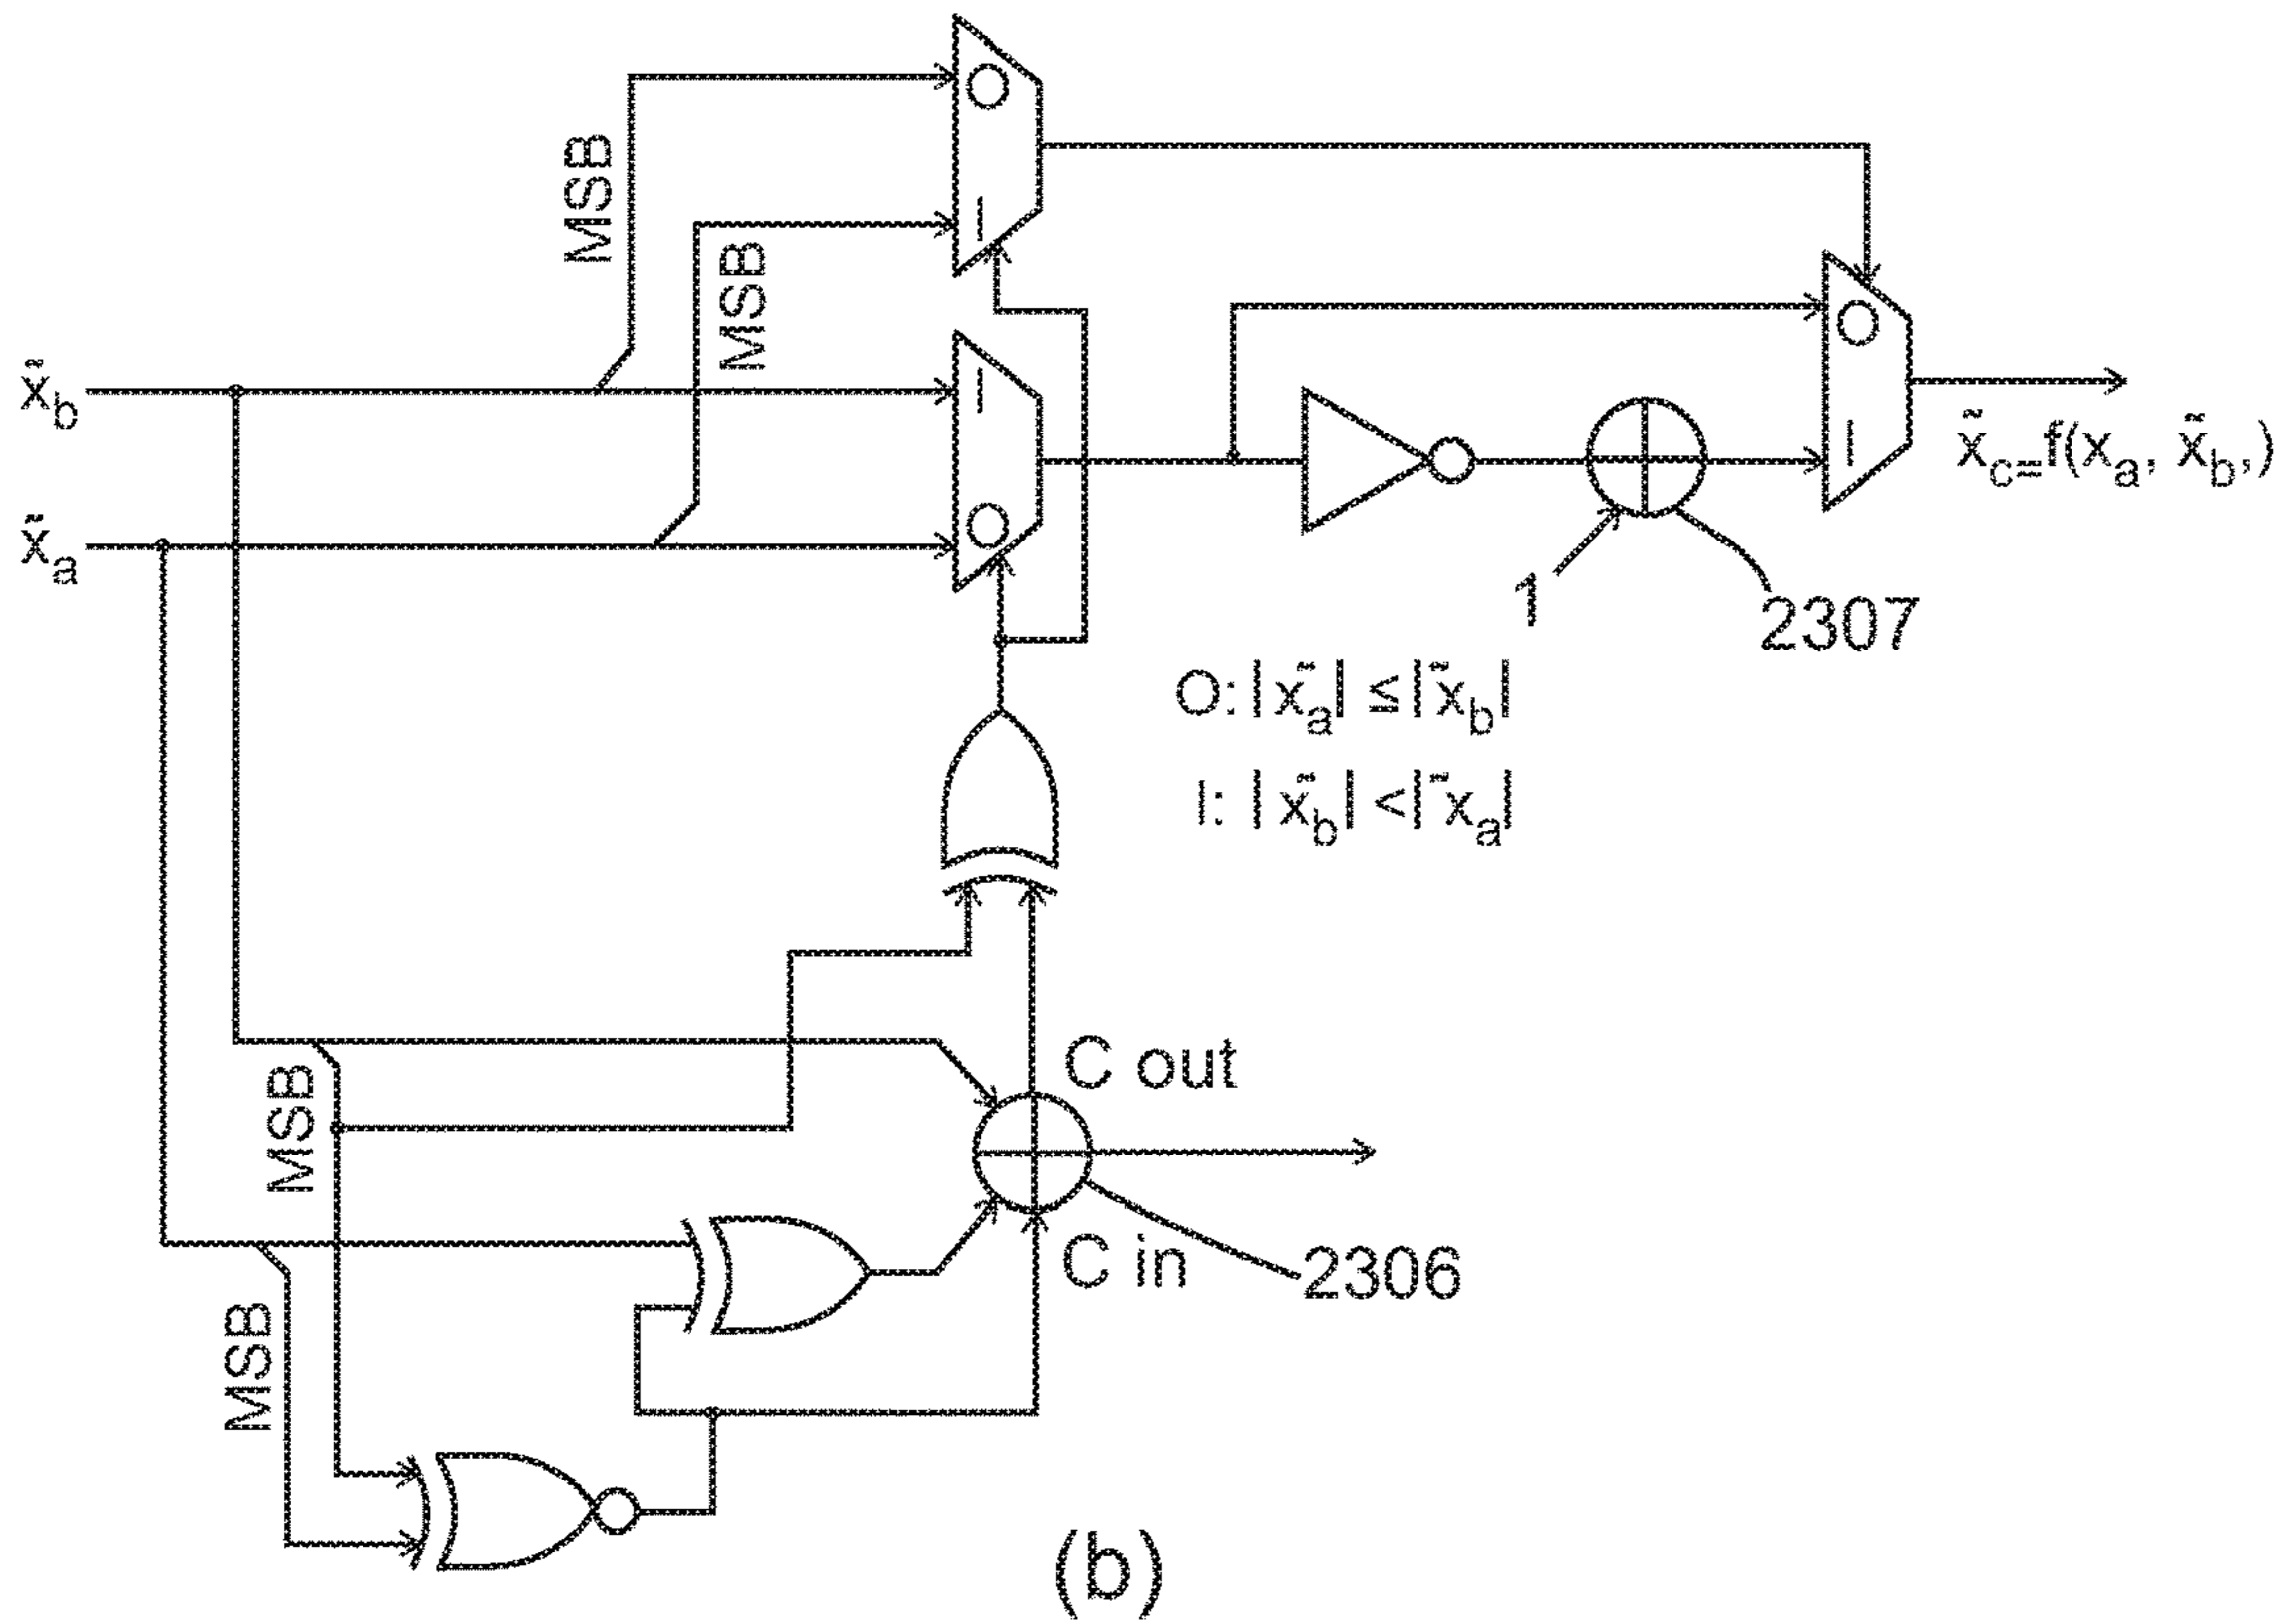 O
MSB
I
MSB
O
x̃b
I
x̃a
O
I
x̃c=f(xa, x̃̃b,)
1
2307
O: |x̃a| ≤ |x̃b|
I: |x̃b| < |x̃a|
C out
MSB
C in
2306
MSB
(b)